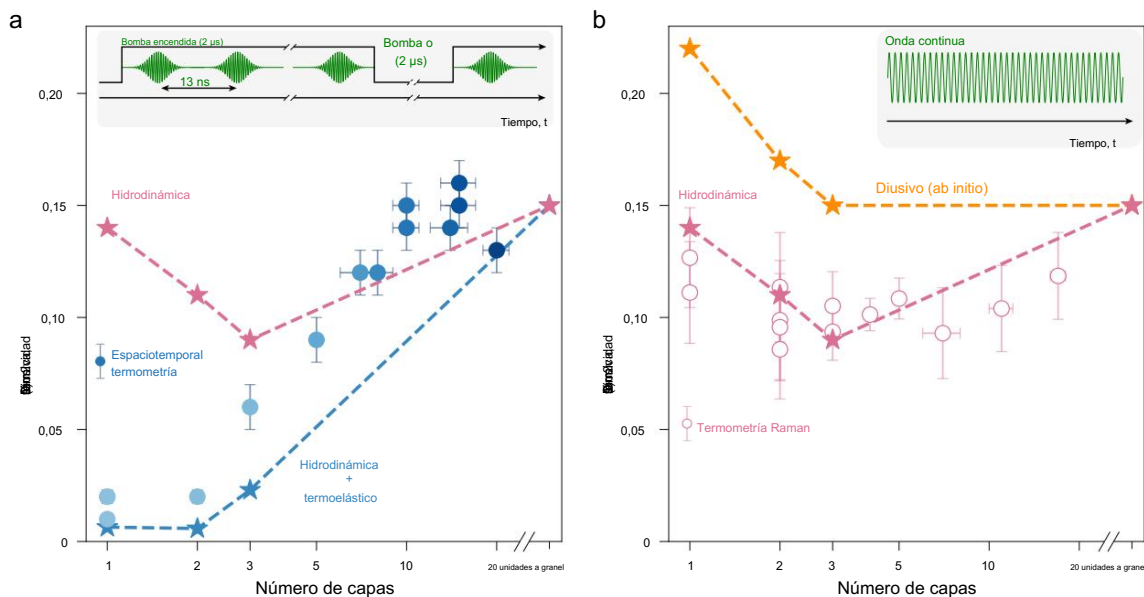 a
Bomba encendida (2 µs)
Bomba o
(2 µs)
13 ns
Tiempo, t
0,20
0,15
0,10
0,05
0
Hidrodinámica
Espaciotemporal
termometría
Hidrodinámica
+
termoelástico
1
2
3
5
10
20 unidades a granel
Número de capas
b
Onda continua
Tiempo, t
0,20
0,15
0,10
0,05
0
Diusivo (ab initio)
Hidrodinámica
Termometría Raman
1
2
3
5
10
20 unidades a granel
Número de capas